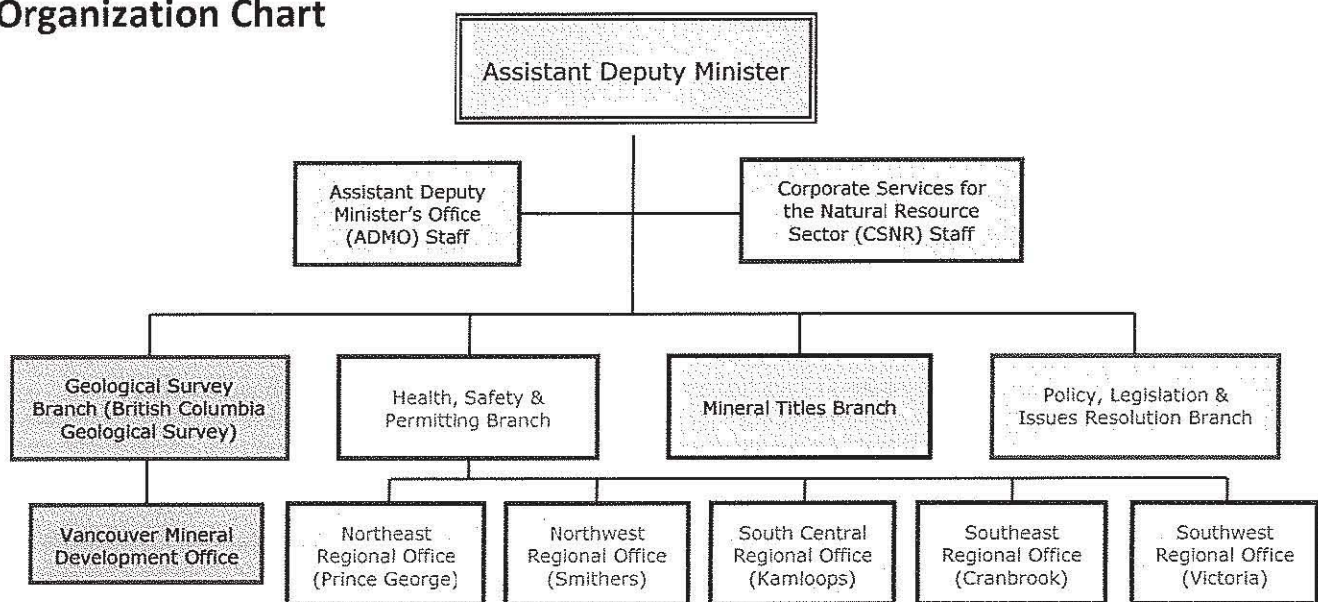 Organization Chart
Assistant Deputy Minister
Assistant Deputy
Minister's Office
(ADMO) Staff
Corporate Services for
the Natural Resource
Sector (CSNR) Staff
Geological Survey
Branch (British Columbia
Geological Survey)
Health, Safety &
Permitting Branch
Mineral Titles Branch
Policy, Legislation &
Issues Resolution Branch
Vancouver Mineral
Development Office
Northeast
Regional Office
(Prince George)
Northwest
Regional Office
(Smithers)
South Central
Regional Office
(Kamloops)
Southeast
Regional Office
(Cranbrook)
Southwest
Regional Office
(Victoria)